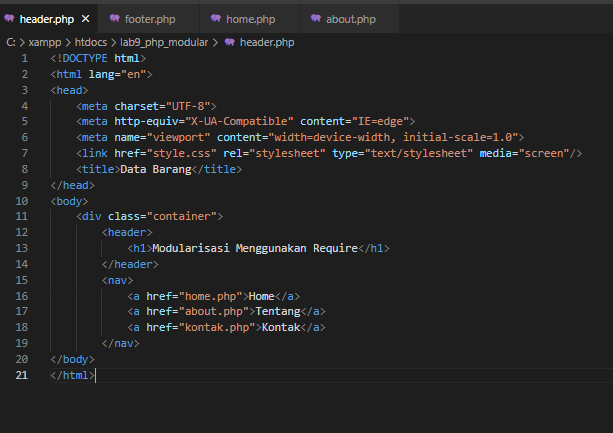 header.php × footer.php home.php about.php
C: > xampp > htdocs > lab9_php_modular > header.php
1 <!DOCTYPE html>
2 <html lang="en">
3 <head>
4 <meta charset="UTF-8">
5 <meta http-equiv="X-UA-Compatible" content="IE=edge">
6 <meta name="viewport" content="width=device-width, initial-scale=1.0">
7 <link href="style.css" rel="stylesheet" type="text/stylesheet" media="screen"/>
8 <title>Data Barang</title>
9 </head>
10 <body>
11 <div class="container">
12 <header>
13 <h1>Modularisasi Menggunakan Require</h1>
14 </header>
15 <nav>
16 <a href="home.php">Home</a>
17 <a href="about.php">Tentang</a>
18 <a href="kontak.php">Kontak</a>
19 </nav>
20 </body>
21 </html>